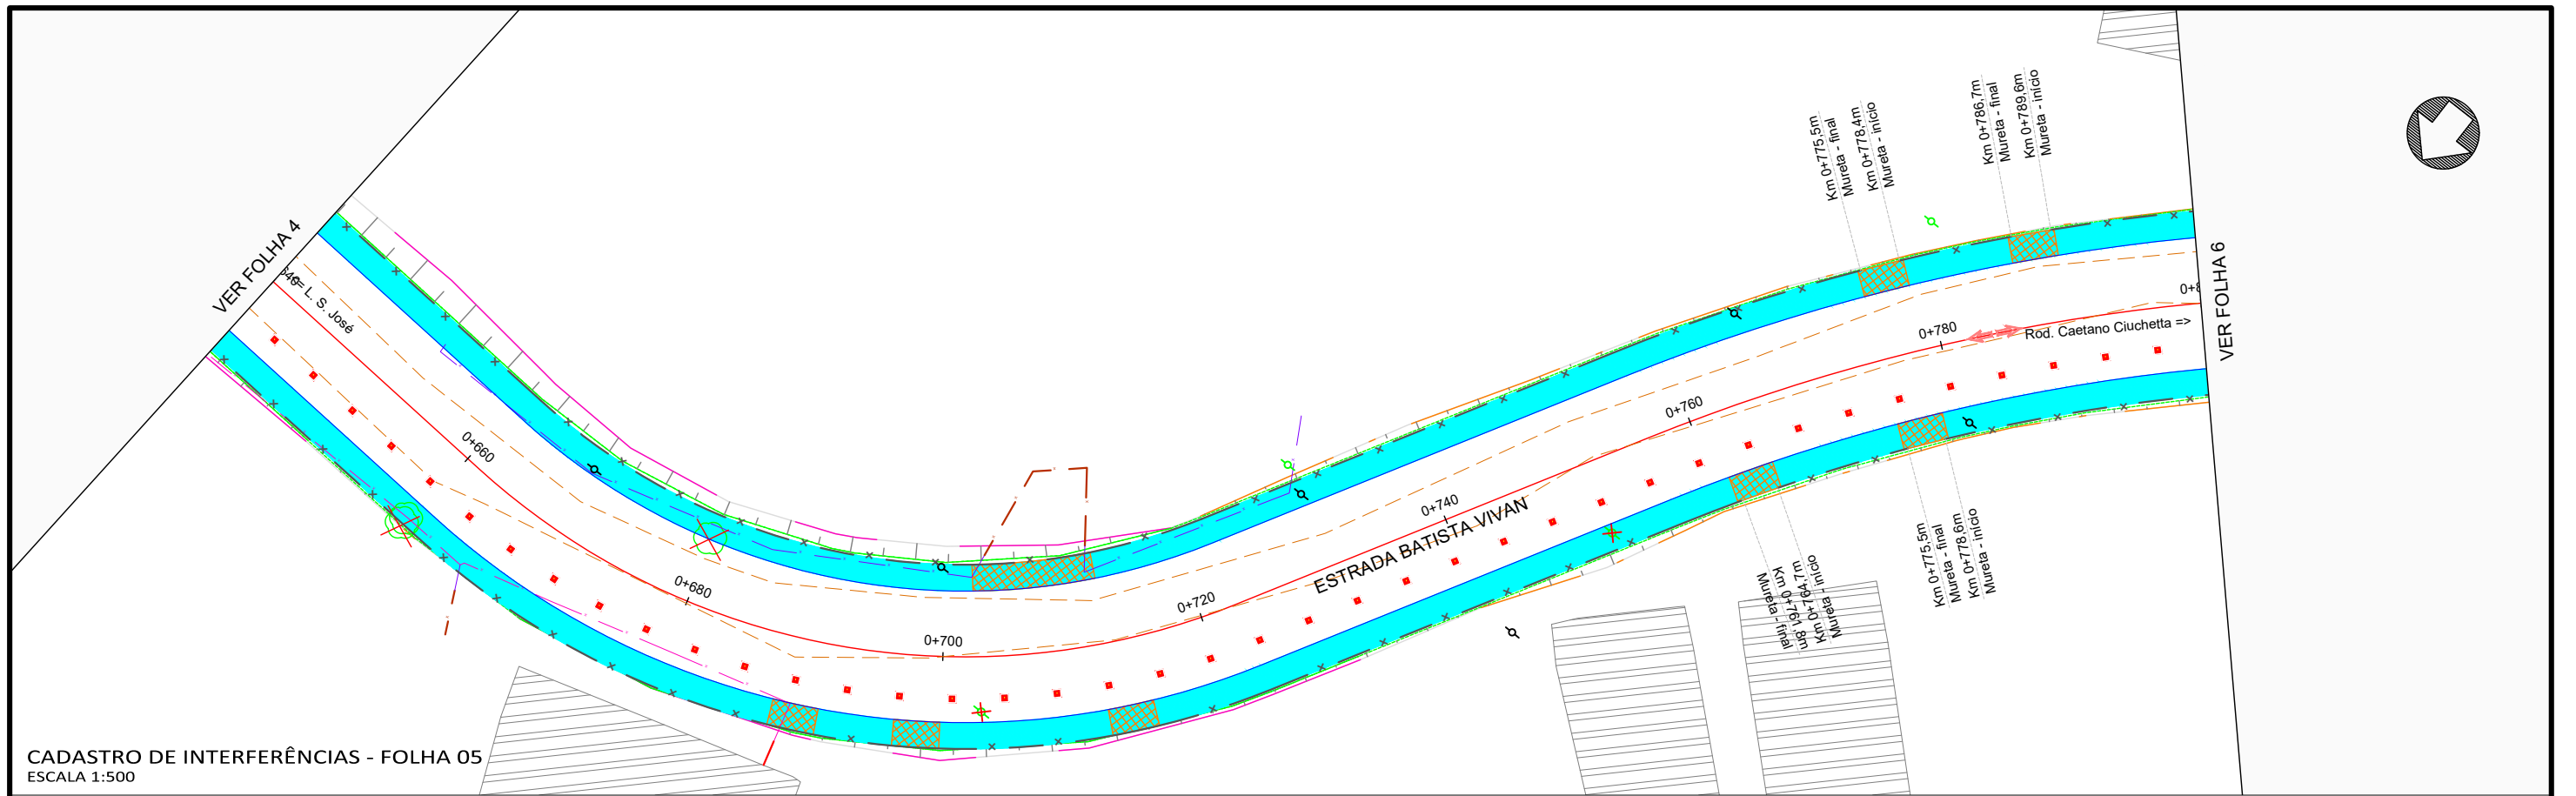 VER FOLHA 4
<= L. S. José
0+660
0+680
0+700
0+720
0+740
0+760
0+780
ESTRADA BATISTA VIVAN
Rod. Caetano Ciuchetta =>
VER FOLHA 6
Km 0+775,5m
Mureta - final
Km 0+778,4m
Mureta - início
Km 0+786,7m
Mureta - final
Km 0+789,6m
Mureta - início
Mureta - final
Km 0+761,8m
Km 0+764,7m
Mureta - início
Km 0+775,5m
Mureta - final
Km 0+778,6m
Mureta - início
CADASTRO DE INTERFERÊNCIAS - FOLHA 05
ESCALA 1:500